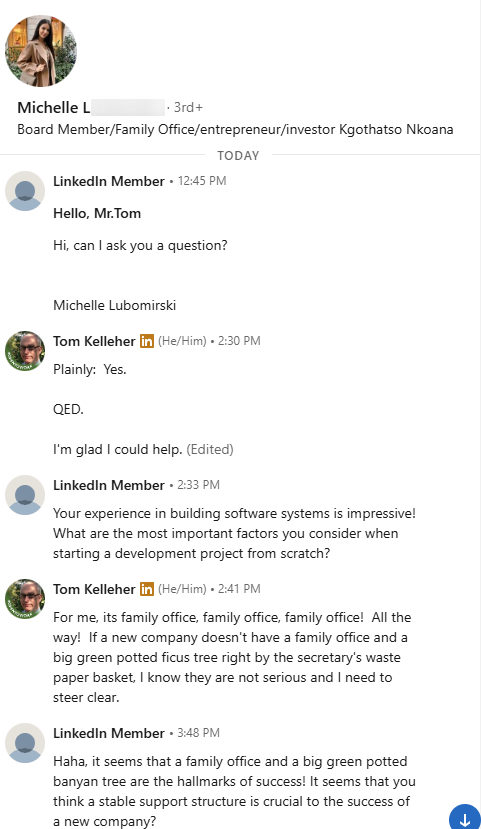 Michelle L
· 3rd+
Board Member/Family Office/entrepreneur/investor Kgothatso Nkoana
TODAY
LinkedIn Member • 12:45 PM
Hello, Mr.Tom
Hi, can I ask you a question?
Michelle Lubomirski
Tom Kelleher in (He/Him) • 2:30 PM
Plainly: Yes.
QED.
I'm glad I could help. (Edited)
LinkedIn Member • 2:33 PM
Your experience in building software systems is impressive!
What are the most important factors you consider when
starting a development project from scratch?
Tom Kelleher in (He/Him) • 2:41 PM
For me, its family office, family office, family office! All the
way! If a new company doesn't have a family office and a
big green potted ficus tree right by the secretary's waste
paper basket, I know they are not serious and I need to
steer clear.
LinkedIn Member • 3:48 PM
Haha, it seems that a family office and a big green potted
banyan tree are the hallmarks of success! It seems that you
think a stable support structure is crucial to the success of
a new company?